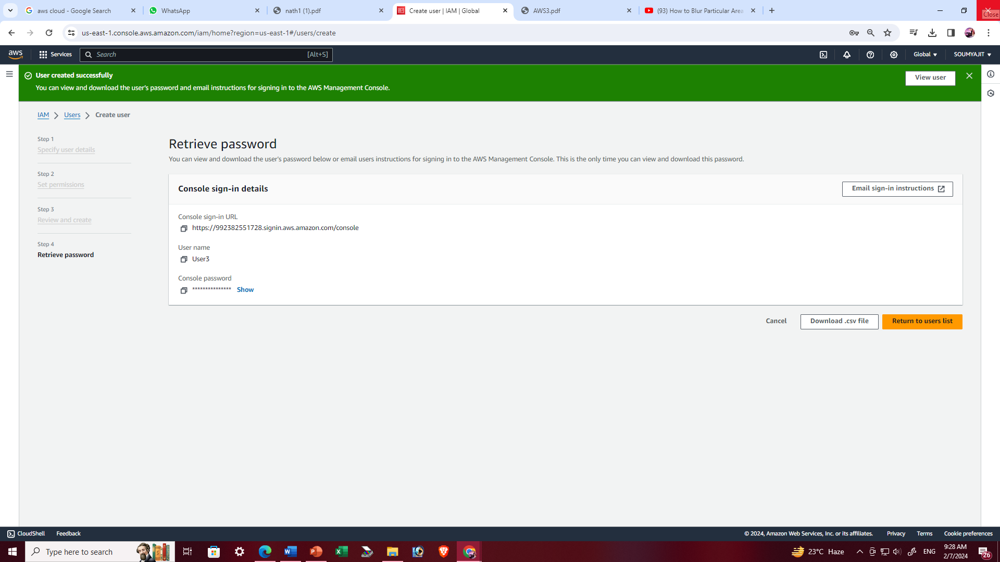 aws cloud - Google Search
WhatsApp
nath1 (1).pdf
Create user | IAM | Global
AWS3.pdf
(93) How to Blur Particular Area
Close
us-east-1.console.aws.amazon.com/iam/home?region=us-east-1#/users/create
aws
Services
Search
[Alt+S]
Global
SOUMYAJIT
User created successfully
You can view and download the user's password and email instructions for signing in to the AWS Management Console.
View user
IAM
Users
Create user
Step 1
Specify user details
Step 2
Set permissions
Step 3
Review and create
Step 4
Retrieve password
Retrieve password
You can view and download the user's password below or email users instructions for signing in to the AWS Management Console. This is the only time you can view and download this password.
Console sign-in details
Email sign-in instructions
Console sign-in URL
https://992382551728.signin.aws.amazon.com/console
User name
User3
Console password
*************** Show
Cancel
Download .csv file
Return to users list
CloudShell
Feedback
© 2024, Amazon Web Services, Inc. or its affiliates.
Privacy
Terms
Cookie preferences
Type here to search
23°C Haze
ENG
9:28 AM
2/7/2024
26